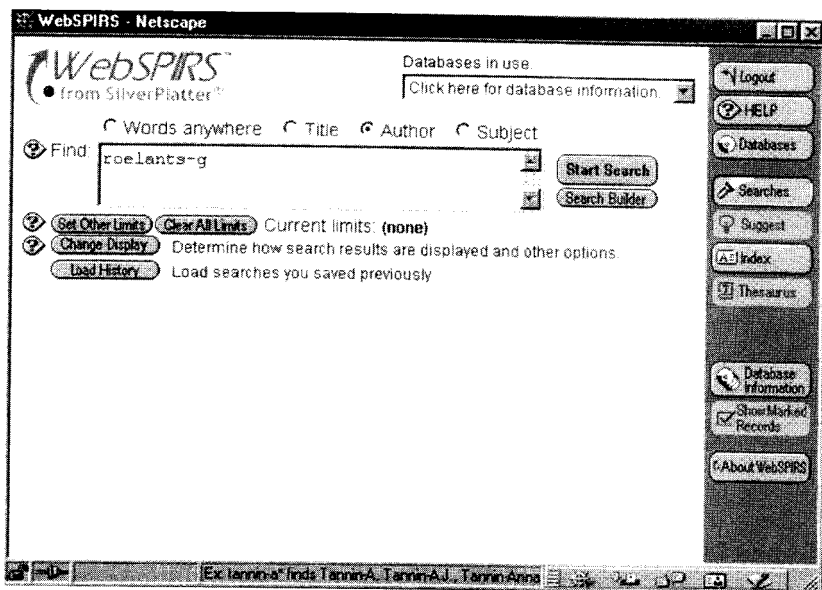 WebSPIRS - Netscape
WebSPIRS™
from SilverPlatter®
Databases in use:
Click here for database information.
Words anywhere Title Author Subject
Find:
roelants-g
Start Search
Search Builder
Set Other Limits Clear All Limits Current limits: (none)
Change Display Determine how search results are displayed and other options.
Load History Load searches you saved previously
Logout
HELP
Databases
Searches
Suggest
Index
Thesaurus
Database
Information
Show Marked
Records
About WebSPIRS
Ex: tannin-a* finds Tannin-A, Tannin-A.J., Tannin-Anna